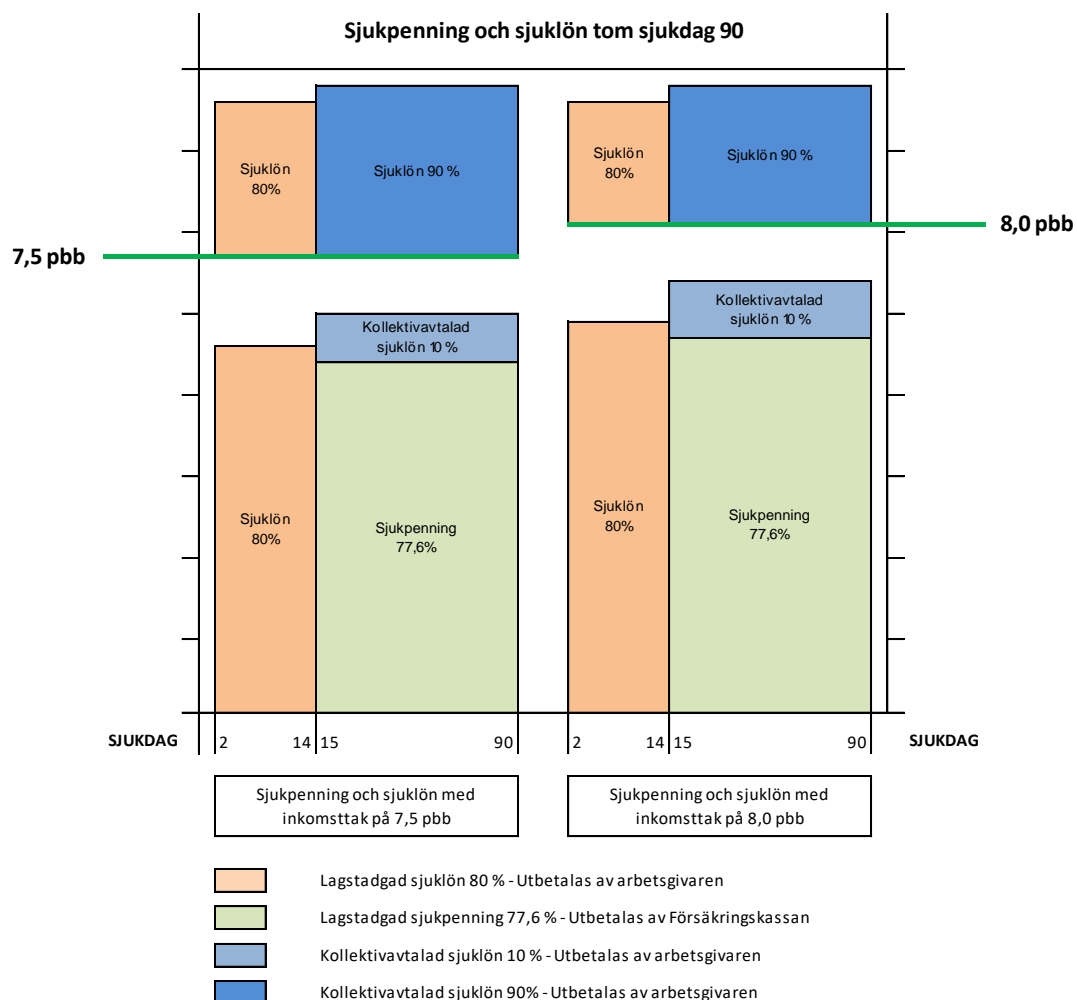 Sjukpenning och sjuklön tom sjukdag 90
Sjuklön
80%
Sjuklön 90 %
Sjuklön
80%
Sjuklön 90 %
7,5 pbb
8,0 pbb
Kollektivavtalad
sjuklön 10 %
Kollektivavtalad
sjuklön 10 %
Sjuklön
80%
Sjukpenning
77,6%
Sjuklön
80%
Sjukpenning
77,6%
SJUKDAG 2 14 15 90 2 14 15 90 SJUKDAG
Sjukpenning och sjuklön med
inkomsttak på 7,5 pbb
Sjukpenning och sjuklön med
inkomsttak på 8,0 pbb
Lagstadgad sjuklön 80 % - Utbetalas av arbetsgivaren
Lagstadgad sjukpenning 77,6 % - Utbetalas av Försäkringskassan
Kollektivavtalad sjuklön 10 % - Utbetalas av arbetsgivaren
Kollektivavtalad sjuklön 90% - Utbetalas av arbetsgivaren